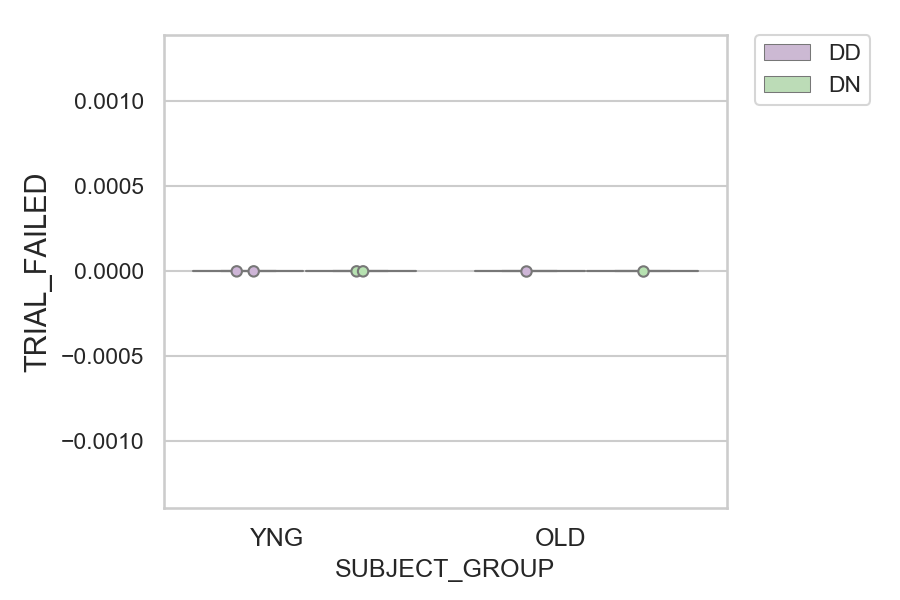 DD
DN
0.0010
0.0005
0.0000
−0.0005
−0.0010
TRIAL_FAILED
YNG OLD
SUBJECT_GROUP